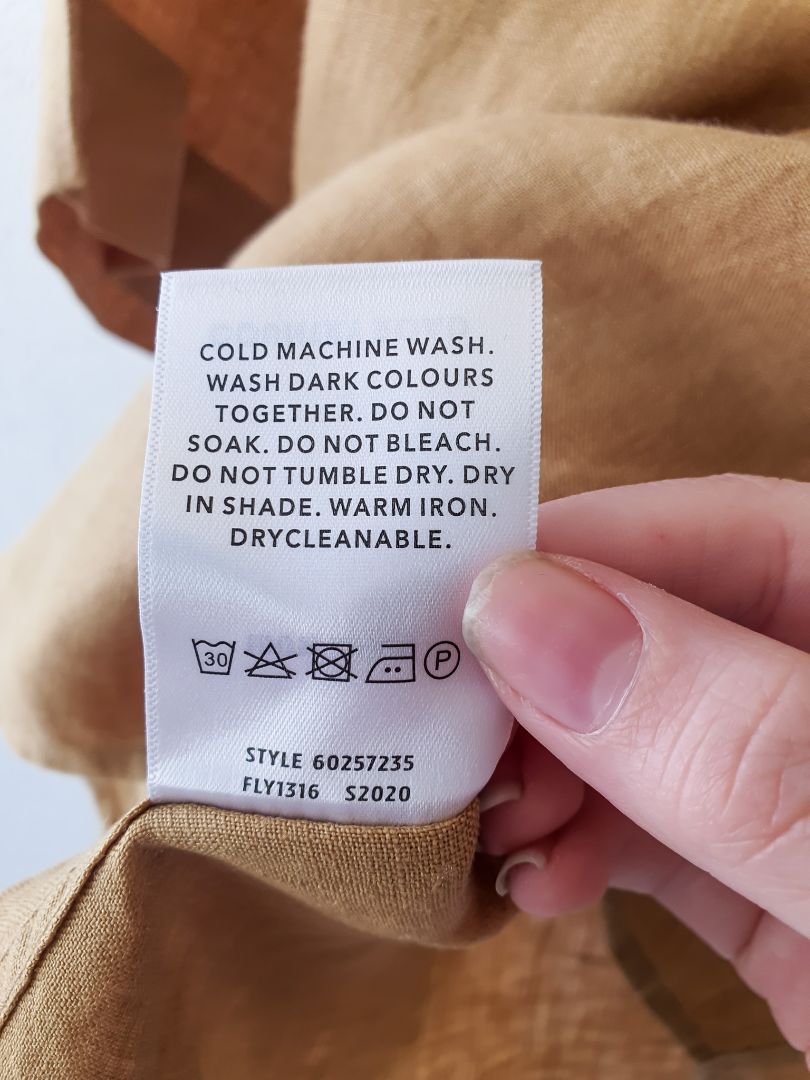 COLD MACHINE WASH.
WASH DARK COLOURS
TOGETHER. DO NOT
SOAK. DO NOT BLEACH.
DO NOT TUMBLE DRY. DRY
IN SHADE. WARM IRON.
DRYCLEANABLE.
30 P
STYLE 60257235
FLY1316 S2020